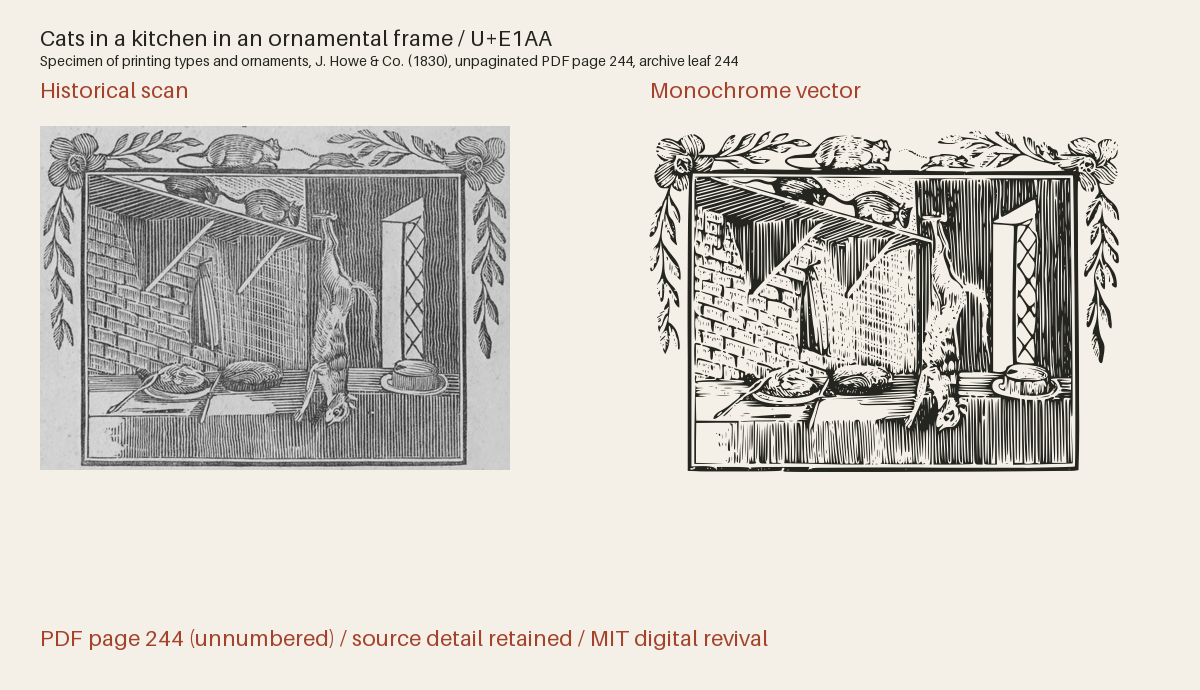 Cats in a kitchen in an ornamental frame / U+E1AA
Specimen of printing types and ornaments, J. Howe & Co. (1830), unpaginated PDF page 244, archive leaf 244
Historical scan
Monochrome vector
PDF page 244 (unnumbered) / source detail retained / MIT digital revival